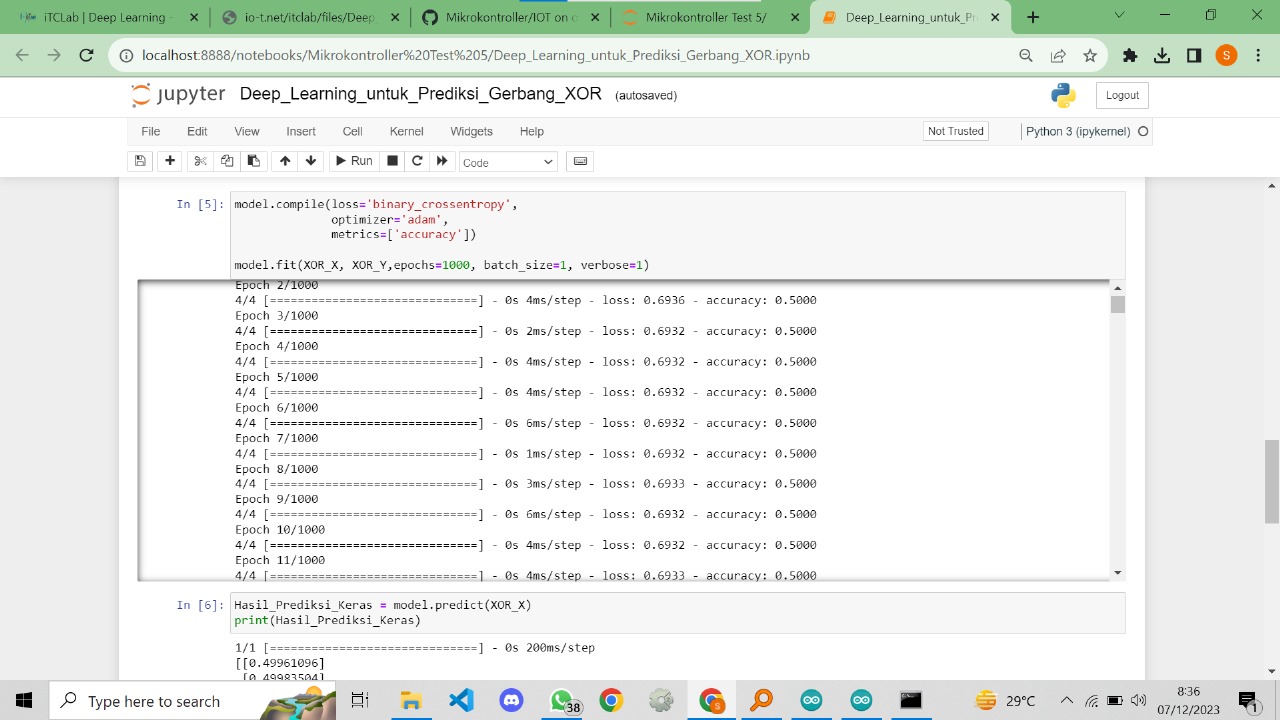 iTCLab | Deep Learning -
io-t.net/itclab/files/Deep_
Mikrokontroller/IOT on c
Mikrokontroller Test 5/
Deep_Learning_untuk_Pr
localhost:8888/notebooks/Mikrokontroller%20Test%205/Deep_Learning_untuk_Prediksi_Gerbang_XOR.ipynb
S
jupyter Deep_Learning_untuk_Prediksi_Gerbang_XOR (autosaved)
Logout
File Edit View Insert Cell Kernel Widgets Help
Not Trusted
Python 3 (ipykernel)
Run
Code
In [5]: model.compile(loss='binary_crossentropy',
optimizer='adam',
metrics=['accuracy'])
model.fit(XOR_X, XOR_Y,epochs=1000, batch_size=1, verbose=1)
Epoch 2/1000
4/4 [==============================] - 0s 4ms/step - loss: 0.6936 - accuracy: 0.5000
Epoch 3/1000
4/4 [==============================] - 0s 2ms/step - loss: 0.6932 - accuracy: 0.5000
Epoch 4/1000
4/4 [==============================] - 0s 4ms/step - loss: 0.6932 - accuracy: 0.5000
Epoch 5/1000
4/4 [==============================] - 0s 4ms/step - loss: 0.6932 - accuracy: 0.5000
Epoch 6/1000
4/4 [==============================] - 0s 6ms/step - loss: 0.6932 - accuracy: 0.5000
Epoch 7/1000
4/4 [==============================] - 0s 1ms/step - loss: 0.6932 - accuracy: 0.5000
Epoch 8/1000
4/4 [==============================] - 0s 3ms/step - loss: 0.6933 - accuracy: 0.5000
Epoch 9/1000
4/4 [==============================] - 0s 6ms/step - loss: 0.6932 - accuracy: 0.5000
Epoch 10/1000
4/4 [==============================] - 0s 4ms/step - loss: 0.6932 - accuracy: 0.5000
Epoch 11/1000
4/4 [==============================] - 0s 4ms/step - loss: 0.6933 - accuracy: 0.5000
In [6]: Hasil_Prediksi_Keras = model.predict(XOR_X)
print(Hasil_Prediksi_Keras)
1/1 [==============================] - 0s 200ms/step
[[0.49961096]
[0.49983504]
Type here to search
38
S
29°C
8:36
07/12/2023
1